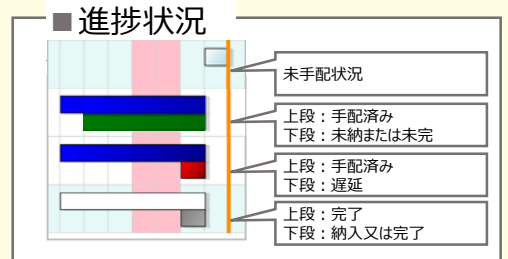 ■進捗状況
未手配状況
上段：手配済み
下段：未納または未完
上段：手配済み
下段：遅延
上段：完了
下段：納入又は完了